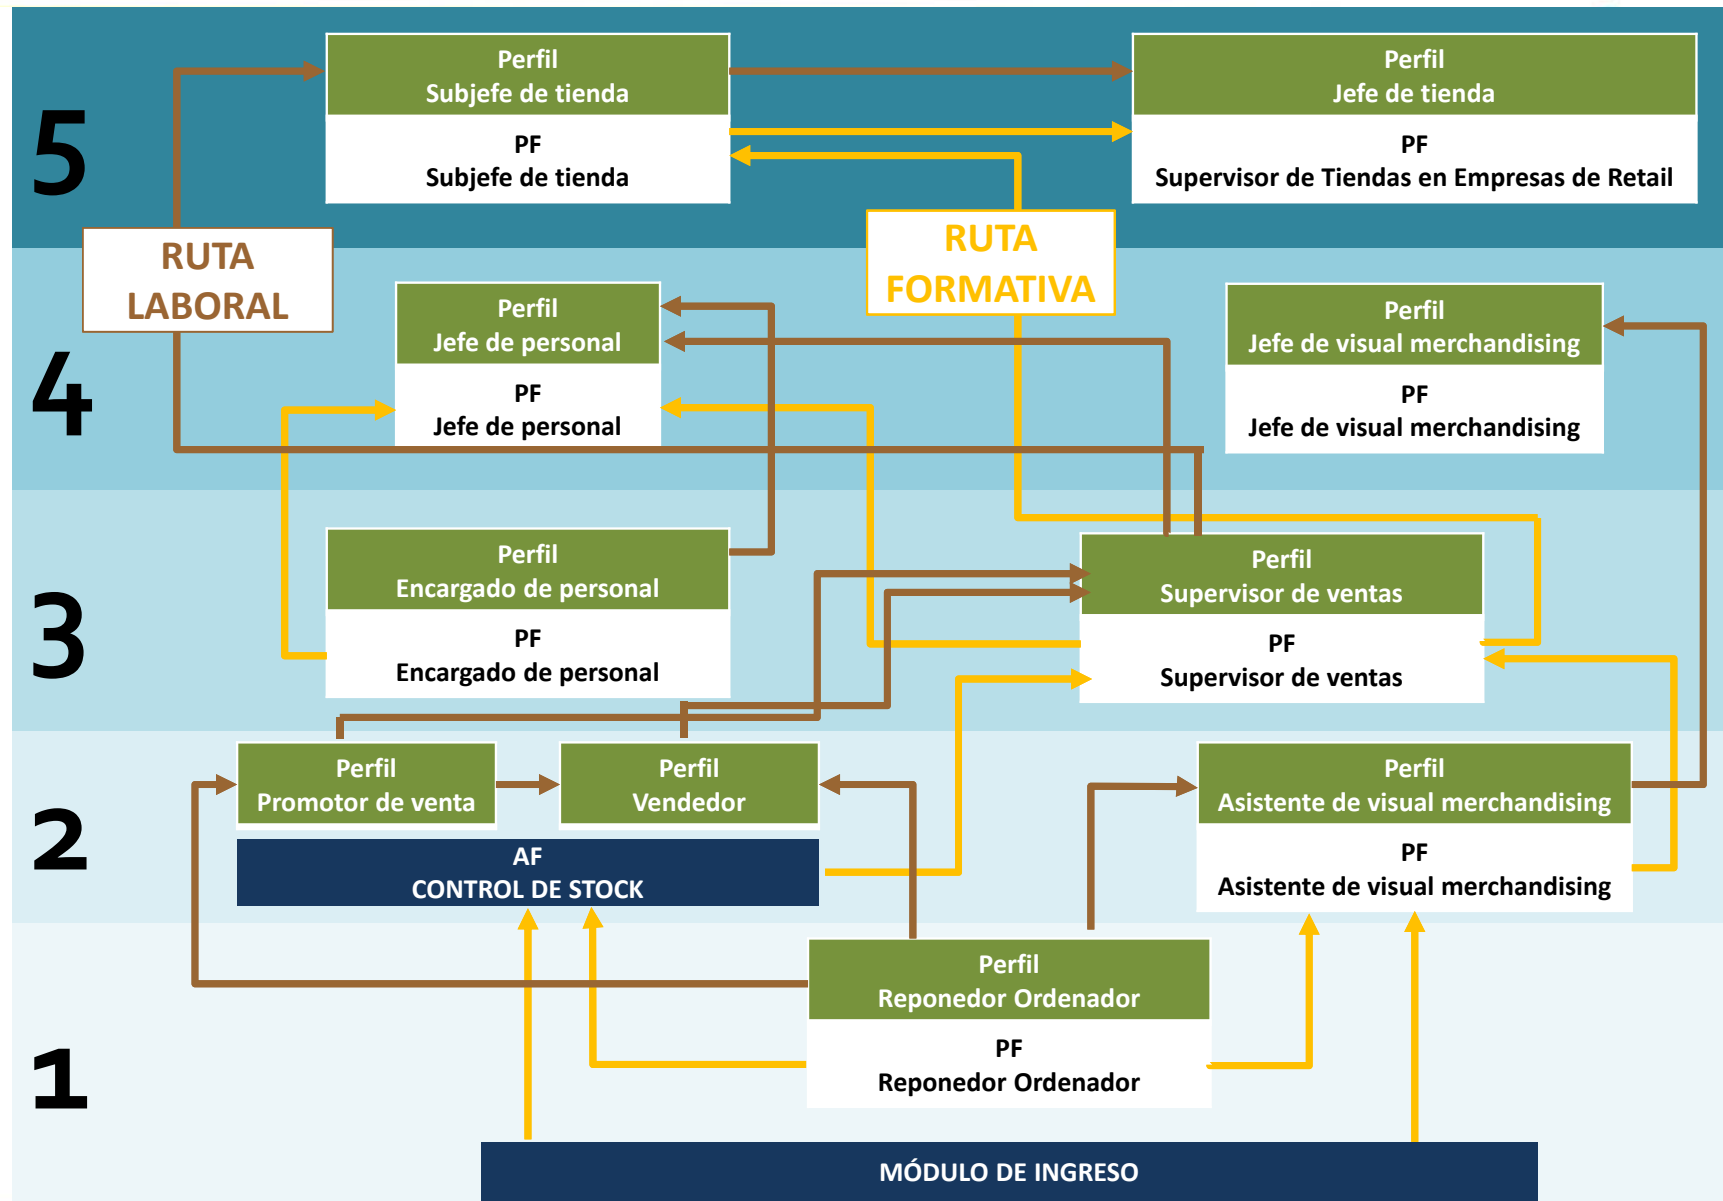 5
Perfil
Subjefe de tienda
PF
Subjefe de tienda
Perfil
Jefe de tienda
PF
Supervisor de Tiendas en Empresas de Retail
RUTA
LABORAL
RUTA
FORMATIVA
4
Perfil
Jefe de personal
PF
Jefe de personal
Perfil
Jefe de visual merchandising
PF
Jefe de visual merchandising
3
Perfil
Encargado de personal
PF
Encargado de personal
Perfil
Supervisor de ventas
PF
Supervisor de ventas
2
Perfil
Promotor de venta
Perfil
Vendedor
AF
CONTROL DE STOCK
Perfil
Asistente de visual merchandising
PF
Asistente de visual merchandising
1
Perfil
Reponedor Ordenador
PF
Reponedor Ordenador
MÓDULO DE INGRESO